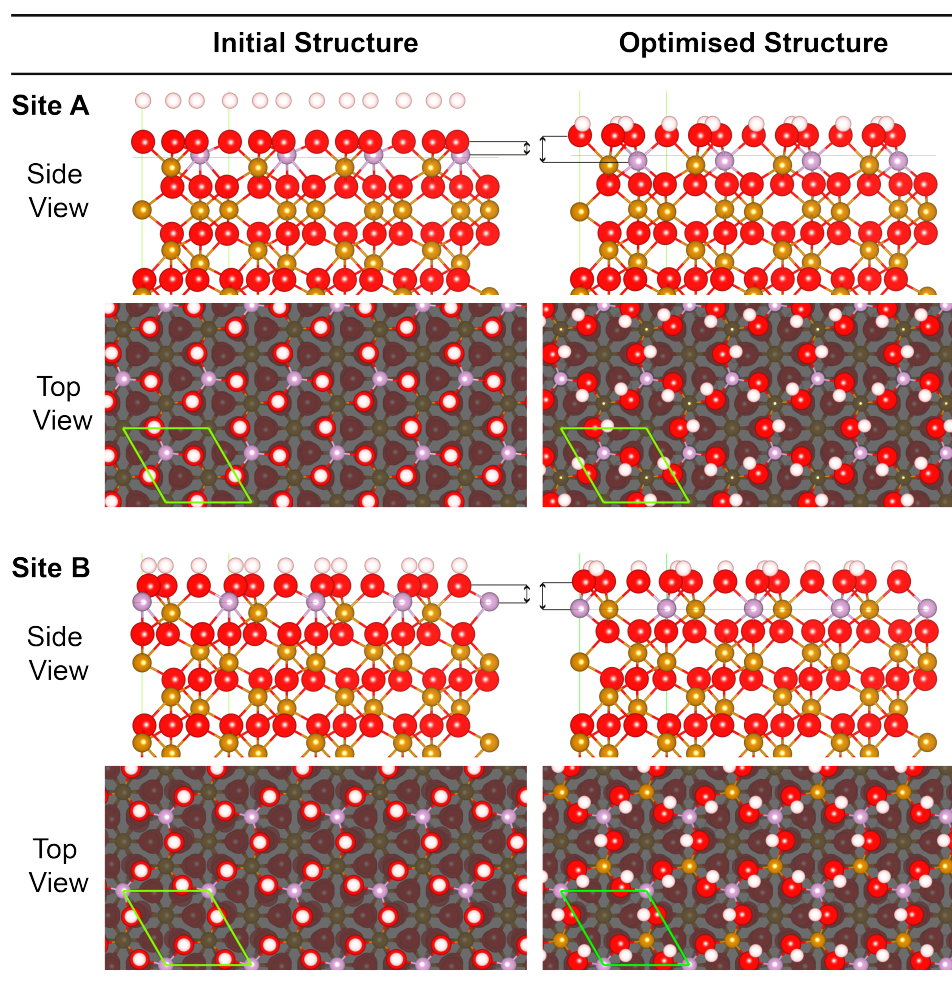 Initial Structure
Optimised Structure
Site A
Side
View
Top
View
Site B
Side
View
Top
View